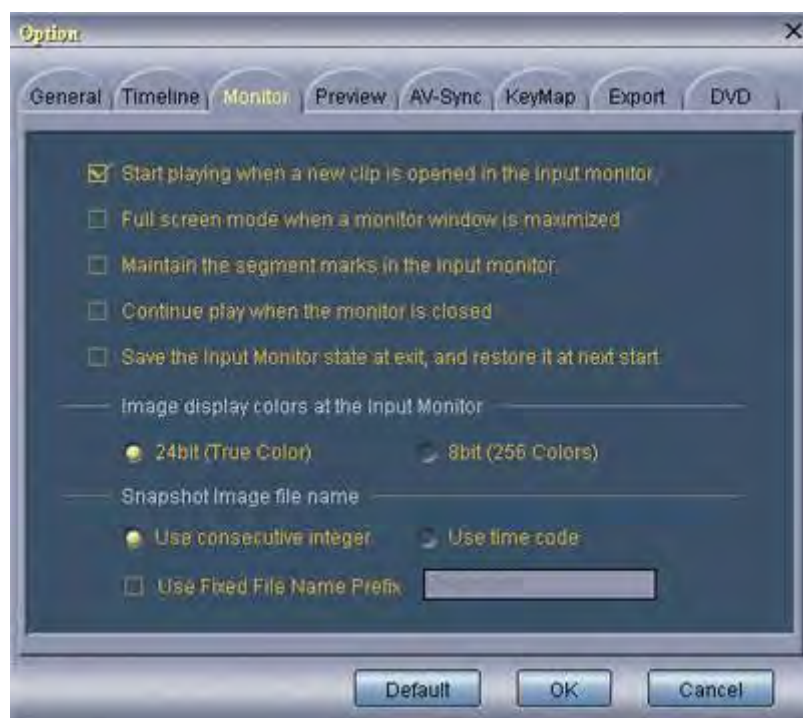 Option
General Timeline Monitor Preview AV-Sync KeyMap Export DVD
Start playing when a new clip is opened in the Input monitor
Full screen mode when a monitor window is maximized
Maintain the segment marks in the Input monitor
Continue play when the monitor is closed
Save the Input Monitor state at exit, and restore it at next start
Image display colors at the Input Monitor
24bit (True Color) 8bit (256 Colors)
Snapshot Image file name
Use consecutive integer Use time code
Use Fixed File Name Prefix
Default OK Cancel